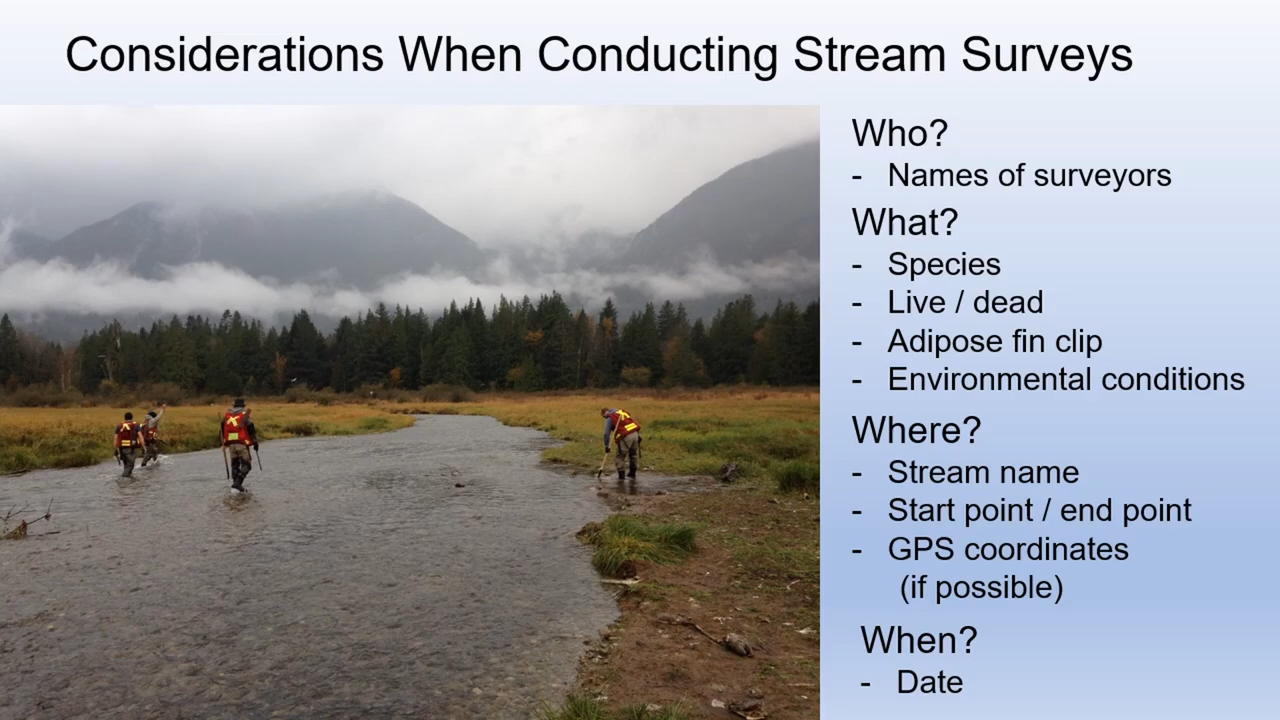 Considerations When Conducting Stream Surveys
Who?
- Names of surveyors
What?
- Species
- Live / dead
- Adipose fin clip
- Environmental conditions
Where?
- Stream name
- Start point / end point
- GPS coordinates
(if possible)
When?
- Date